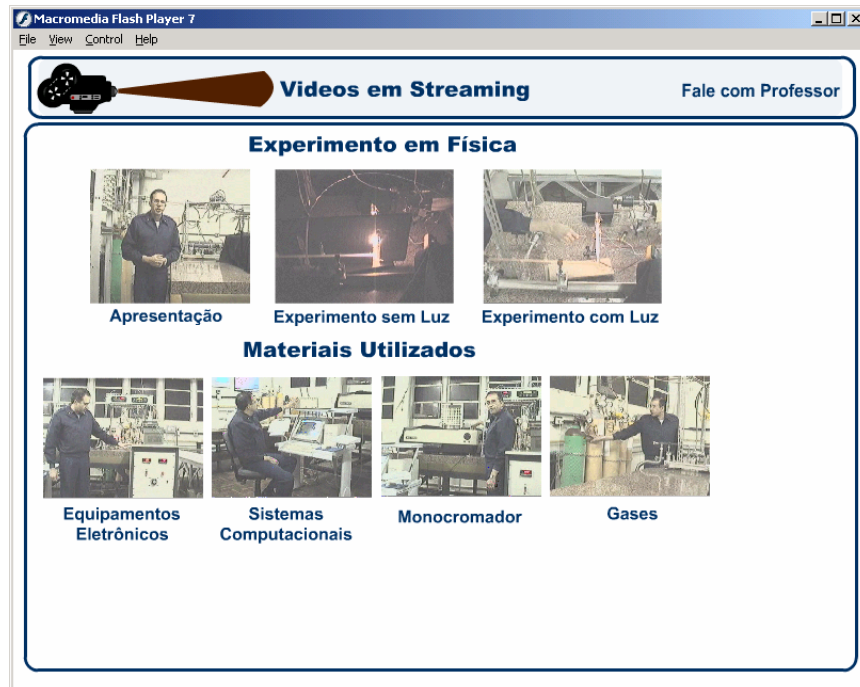 Macromedia Flash Player 7
File View Control Help
Videos em Streaming
Fale com Professor
Experimento em Física
Apresentação
Experimento sem Luz
Experimento com Luz
Materiais Utilizados
Equipamentos
Eletrônicos
Sistemas
Computacionais
Monocromador
Gases